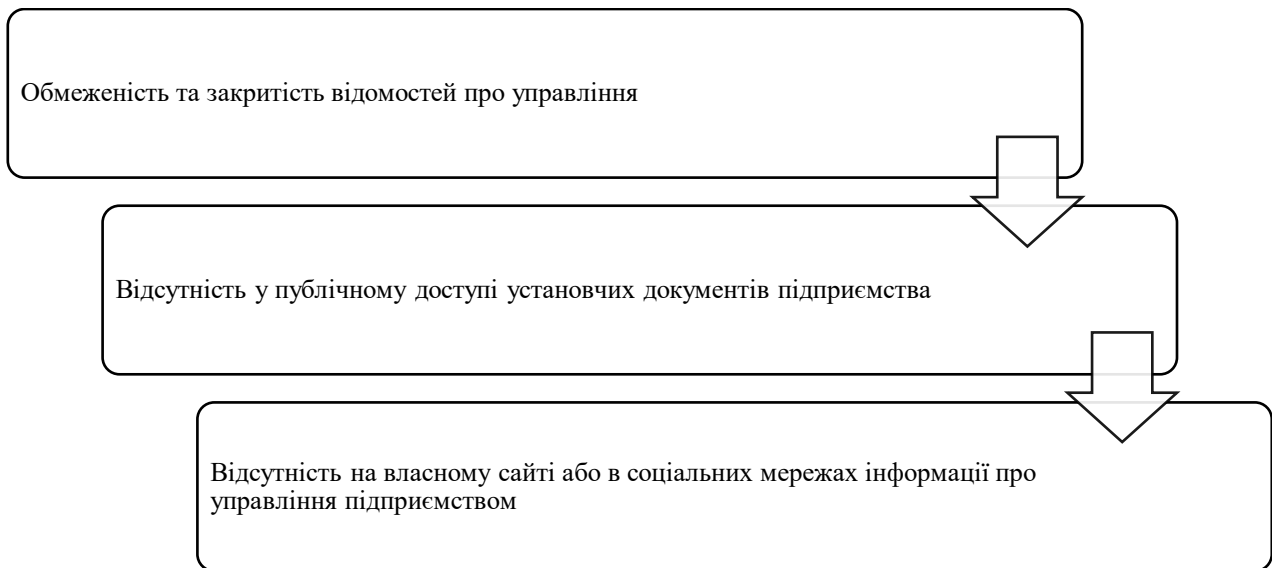 Обмеженість та закритість відомостей про управління
Відсутність у публічному доступі установчих документів підприємства
Відсутність на власному сайті або в соціальних мережах інформації про
управління підприємством